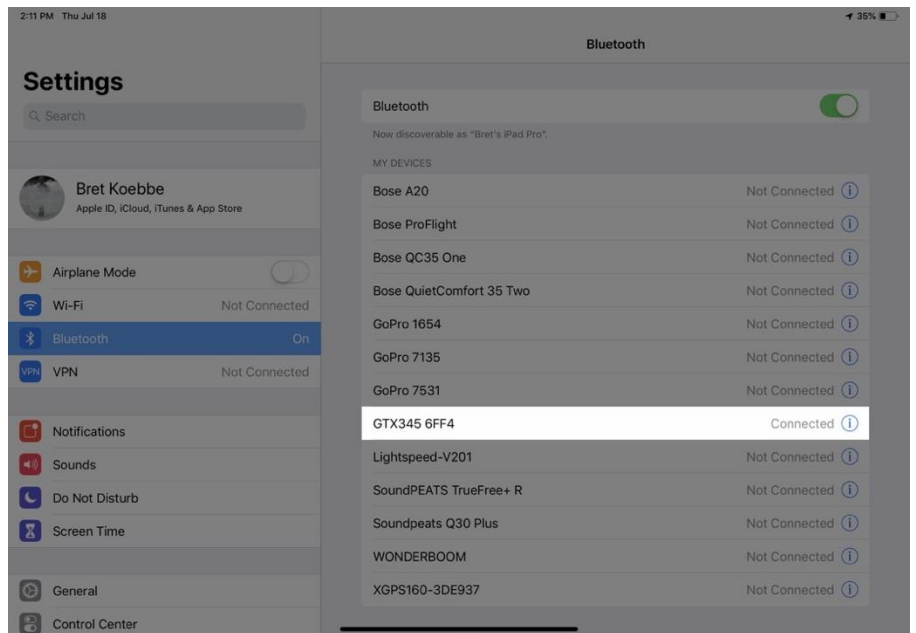 2:11 PM Thu Jul 18
35%
Settings
Search
Bret Koebbe
Apple ID, iCloud, iTunes & App Store
Airplane Mode
Wi-Fi Not Connected
Bluetooth On
VPN VPN Not Connected
Notifications
Sounds
Do Not Disturb
Screen Time
General
Control Center
Bluetooth
Bluetooth
Now discoverable as "Bret's iPad Pro".
MY DEVICES
Bose A20 Not Connected
Bose ProFlight Not Connected
Bose QC35 One Not Connected
Bose QuietComfort 35 Two Not Connected
GoPro 1654 Not Connected
GoPro 7135 Not Connected
GoPro 7531 Not Connected
GTX345 6FF4 Connected
Lightspeed-V201 Not Connected
SoundPEATS TrueFree+ R Not Connected
Soundpeats Q30 Plus Not Connected
WONDERBOOM Not Connected
XGPS160-3DE937 Not Connected